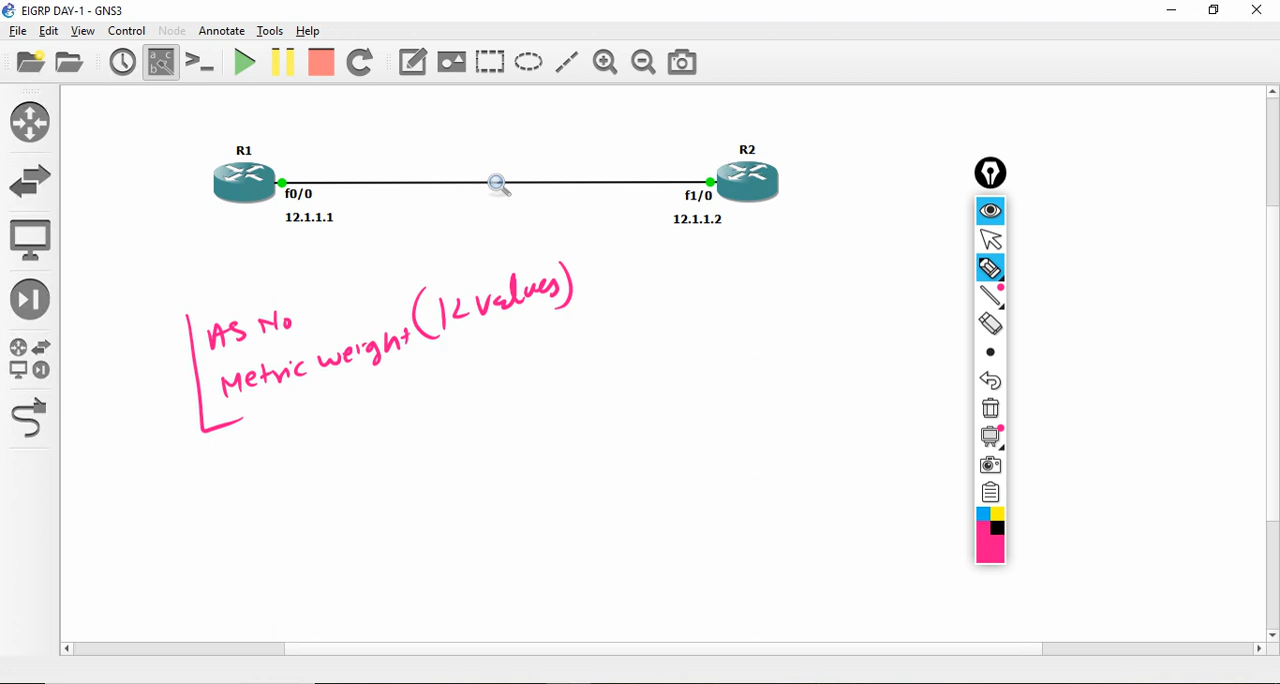 EIGRP DAY-1 - GNS3
File Edit View Control Node Annotate Tools Help
R1
R2
f0/0
f1/0
12.1.1.1
12.1.1.2
AS No
Metric weight (K values)